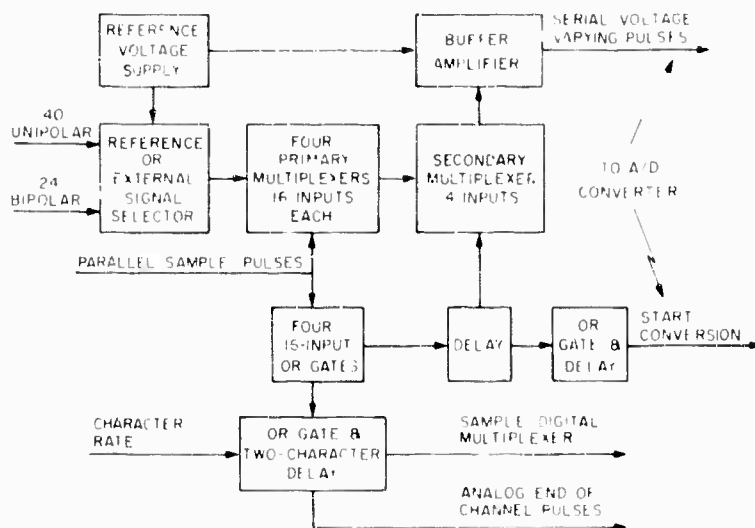 REFERENCE
VOLTAGE
SUPPLY
BUFFER
AMPLIFIER
SERIAL VOLTAGE
VARYING PULSES
40
UNIPOLAR
24
BIPOLAR
REFERENCE
OR
EXTERNAL
SIGNAL
SELECTOR
FOUR
PRIMARY
MULTIPLEXERS
16 INPUTS
EACH
SECONDARY
MULTIPLEXER
4 INPUTS
TO A/D
CONVERTER
PARALLEL SAMPLE PULSES
FOUR
15-INPUT
OR GATES
DELAY
OR
GATE &
DELAY
START
CONVERSION
CHARACTER
RATE
OR GATE &
TWO-CHARACTER
DELAY
SAMPLE DIGITAL
MULTIPLEXER
ANALOG END OF
CHANNEL PULSES